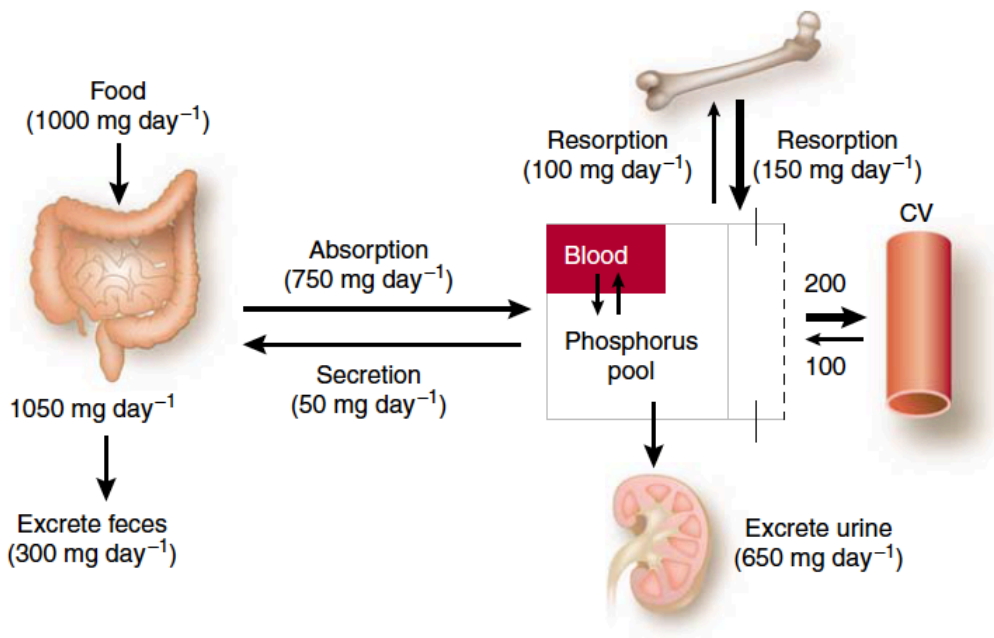 Food
(1000 mg day⁻¹)
Resorption
(100 mg day⁻¹)
Resorption
(150 mg day⁻¹)
CV
Absorption
(750 mg day⁻¹)
Blood
200
Phosphorus
pool
100
Secretion
(50 mg day⁻¹)
1050 mg day⁻¹
Excrete feces
(300 mg day⁻¹)
Excrete urine
(650 mg day⁻¹)